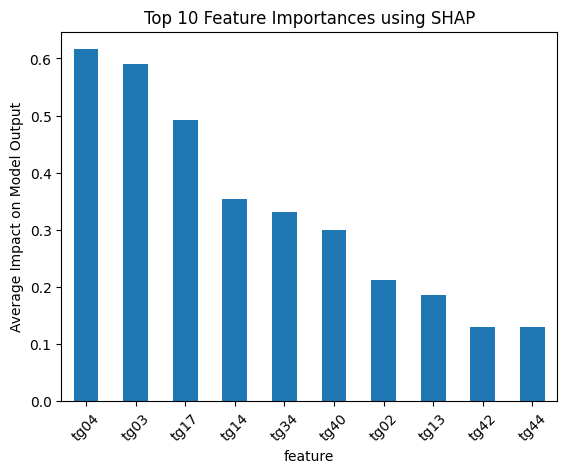 Top 10 Feature Importances using SHAP
Average Impact on Model Output
0.6
0.5
0.4
0.3
0.2
0.1
0.0
tg04 tg03 tg17 tg14 tg34 tg40 tg02 tg13 tg42 tg44
feature